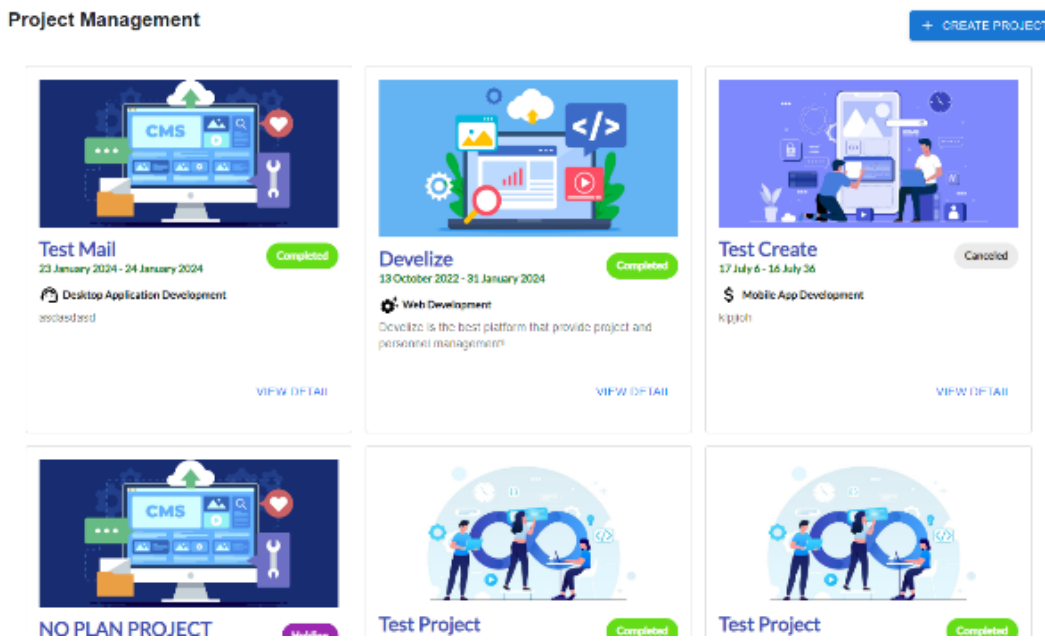 Project Management
+ CREATE PROJECT
CMS
</>
Test Mail
Completed
23 January 2024 - 24 January 2024
Desktop Application Development
asdasdasd
VIEW DETAIL
Develize
Completed
13 October 2022 - 31 January 2024
Web Development
Develize is the best platform that provide project and
personnel management!!
VIEW DETAIL
Test Create
Canceled
17 July 6 - 16 July 36
Mobile App Development
VIEW DETAIL
CMS
NO PLAN PROJECT
Holding
Test Project
Completed
Test Project
Completed